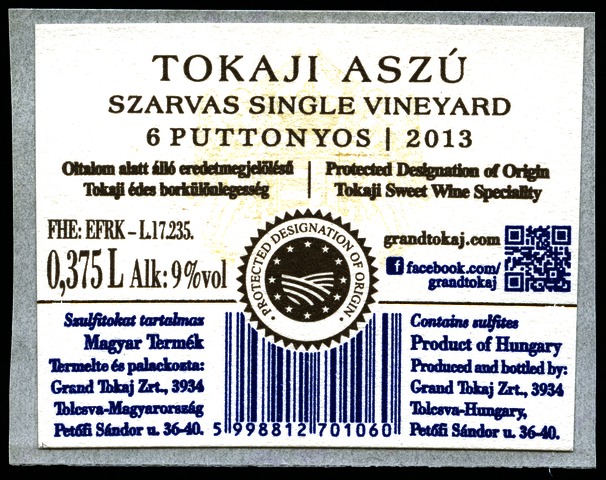 TOKAJI ASZÚ
SZARVAS SINGLE VINEYARD
6 PUTTONYOS | 2013
Oltalom alatt álló eredetmegjelölésű
Tokaji édes borkülönlegesség
Protected Designation of Origin
Tokaji Sweet Wine Speciality
FHE: EFRK – L.17.235.
0,375 L Alk: 9 %vol
• PROTECTED DESIGNATION OF ORIGIN •
grandtokaj.com
facebook.com/
grandtokaj
Szulfitokat tartalmaz
Magyar Termék
Termelte és palackozta:
Grand Tokaj Zrt., 3934
Tolcsva-Magyarország
Petőfi Sándor u. 36-40.
5 998812 701060
Contains sulfites
Product of Hungary
Produced and bottled by:
Grand Tokaj Zrt., 3934
Tolcsva-Hungary,
Petőfi Sándor u. 36-40.